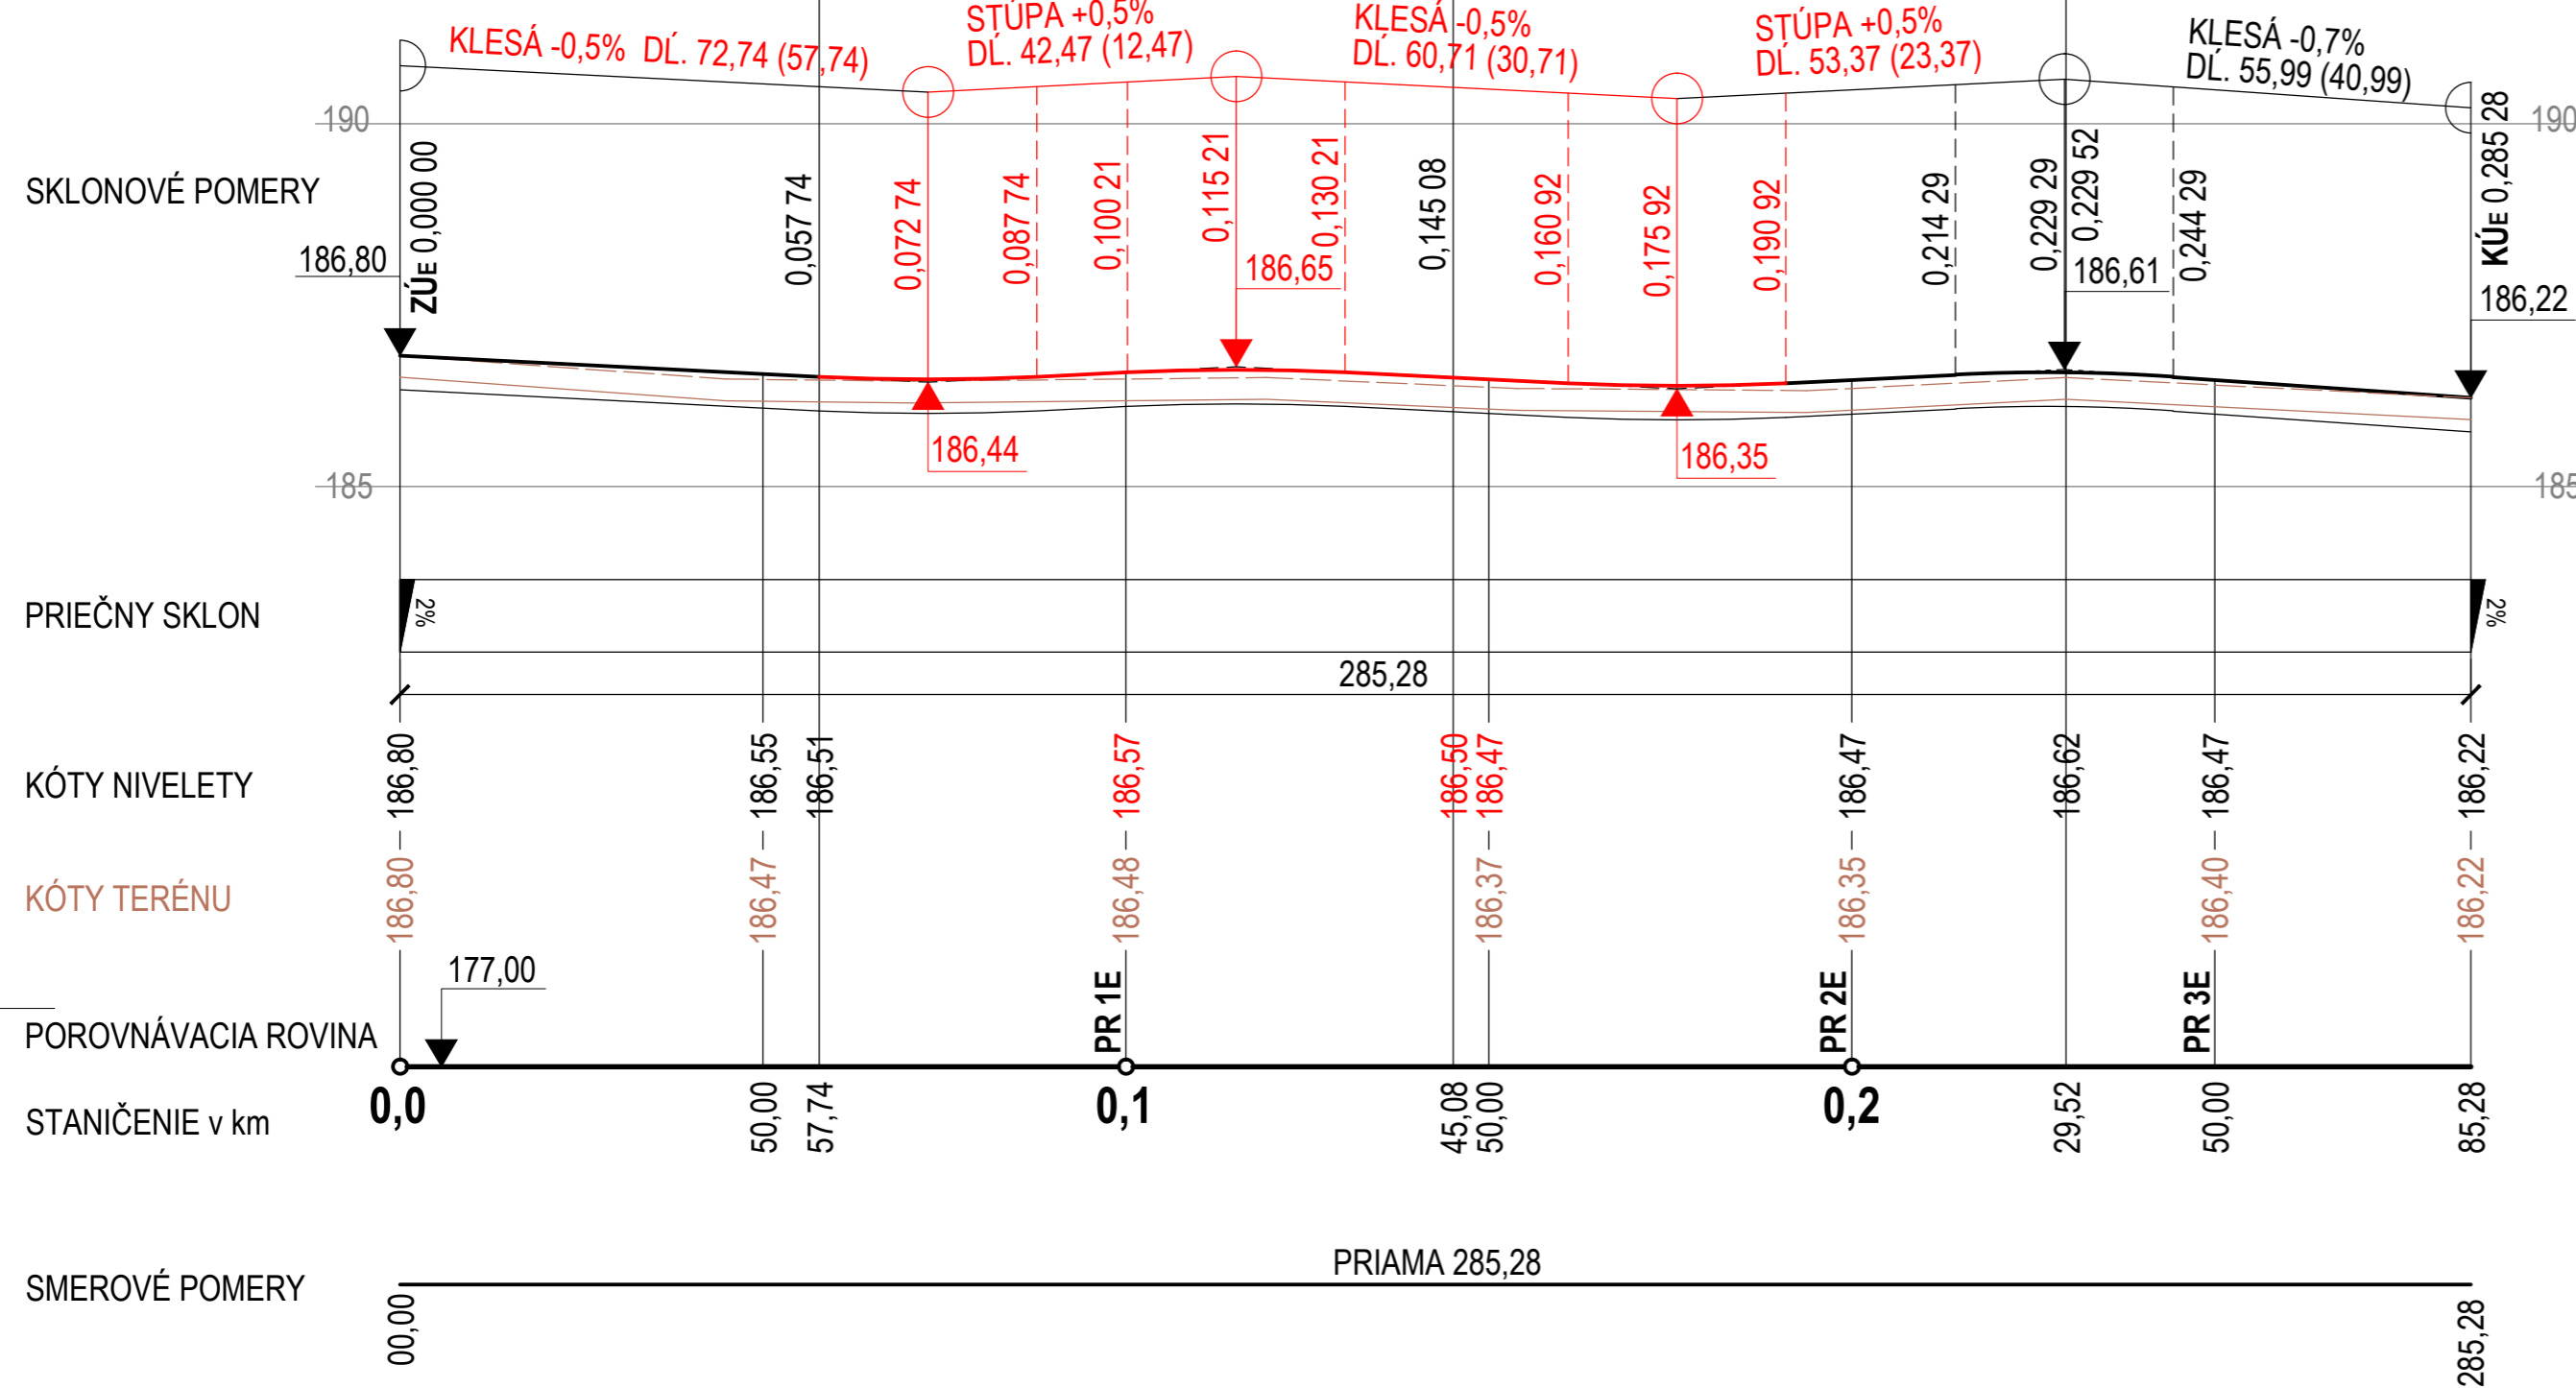 STÚPA +0,5%
DĹ. 42,47 (12,47)
KLESÁ -0,5%
DĹ. 60,71 (30,71)
STÚPA +0,5%
DĹ. 53,37 (23,37)
KLESÁ -0,7%
DĹ. 55,99 (40,99)
KLESÁ -0,5% DĹ. 72,74 (57,74)
190
190
SKLONOVÉ POMERY
186,80
ZÚE 0,000 00
0,057 74
0,072 74
0,087 74
0,100 21
0,115 21
186,65
0,130 21
0,145 08
0,160 92
0,175 92
0,190 92
0,214 29
0,229 29
0,229 52
186,61
0,244 29
KÚE 0,285 28
186,22
186,44
186,35
185
185
PRIEČNY SKLON
2%
2%
285,28
KÓTY NIVELETY
186,80
186,55
186,51
186,57
186,50
186,47
186,47
186,62
186,47
186,22
KÓTY TERÉNU
186,80
186,47
186,48
186,37
186,35
186,40
186,22
177,00
PR 1E
PR 2E
PR 3E
POROVNÁVACIA ROVINA
STANIČENIE v km
0,0
50,00
57,74
0,1
45,08
50,00
0,2
29,52
50,00
85,28
SMEROVÉ POMERY
PRIAMA 285,28
00,00
285,28